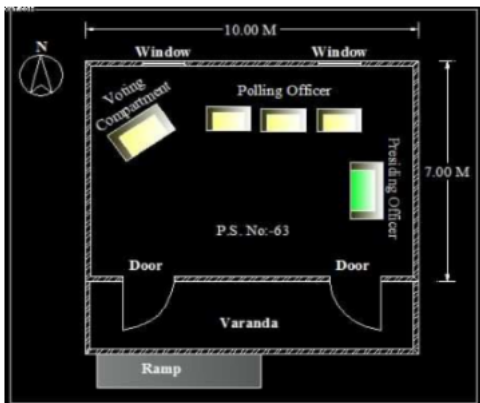 10.00 M
N
Window
Window
Voting
Compartment
Polling Officer
Presiding Officer
7.00 M
P.S. No:-63
Door
Door
Varanda
Ramp